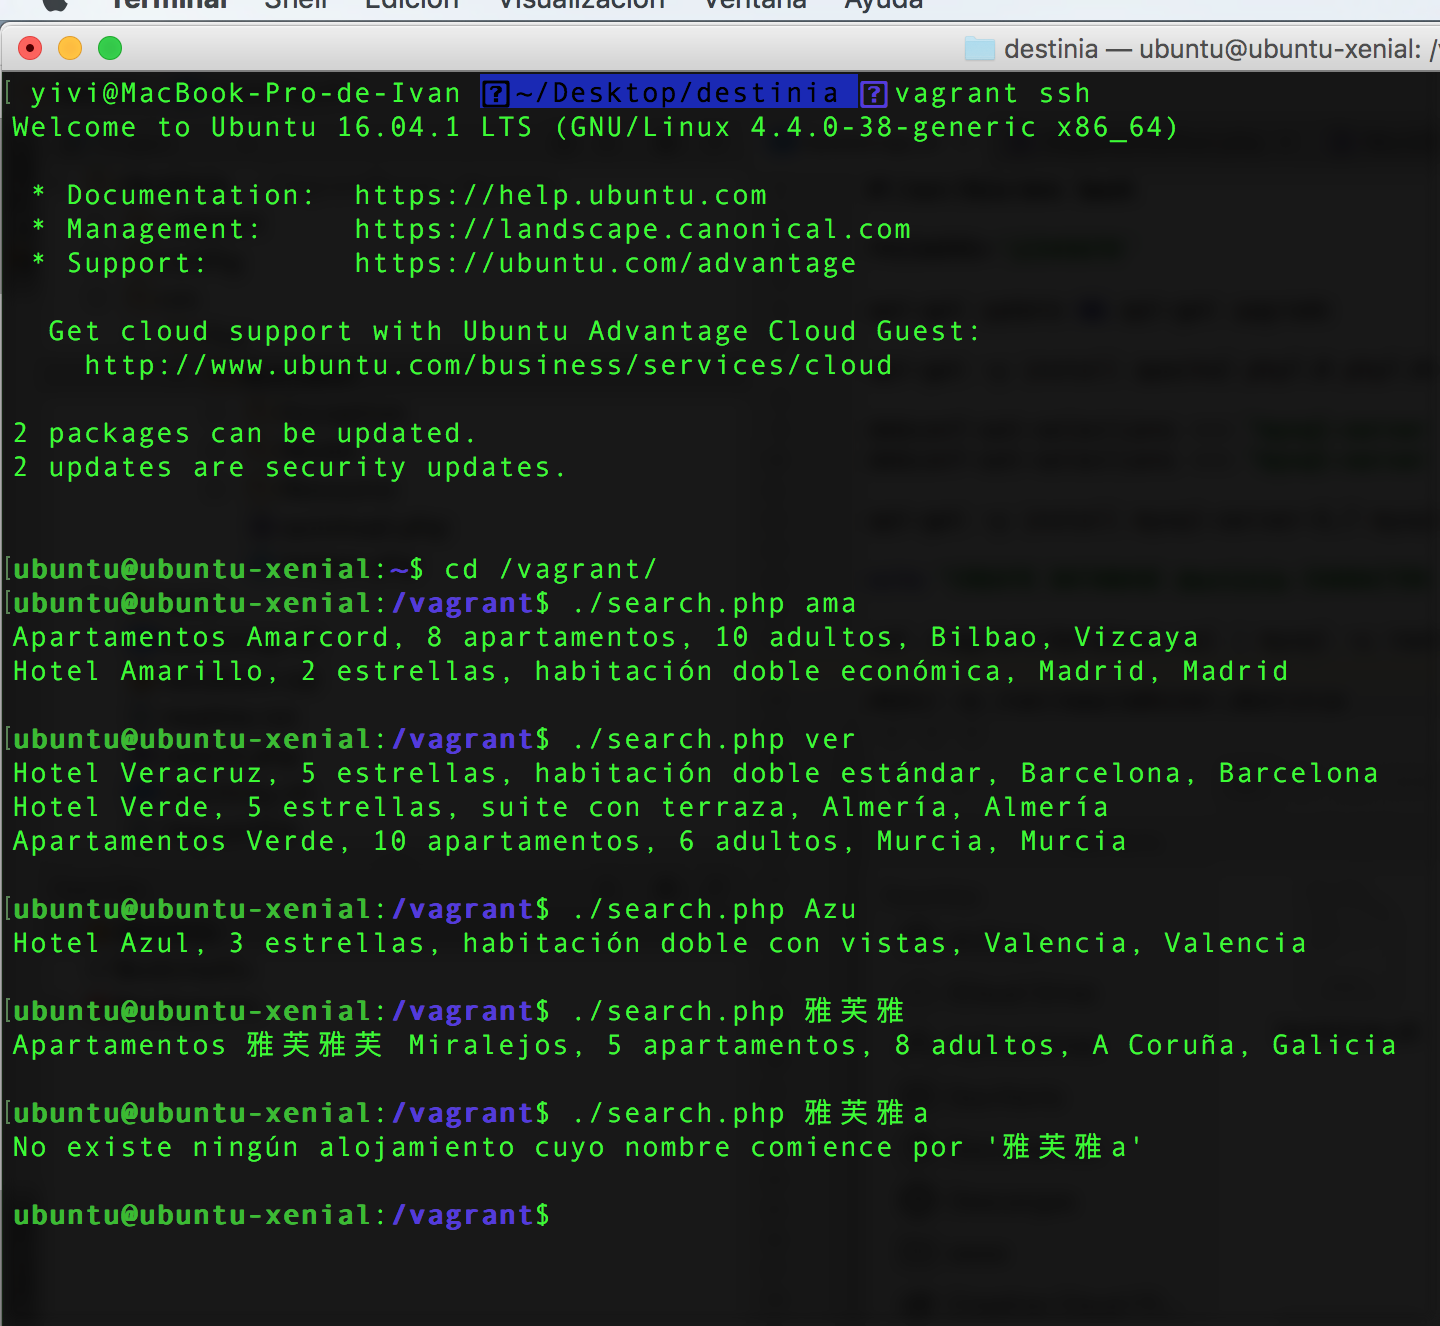 Terminal Shell Edición Visualización Ventana Ayuda
destinia — ubuntu@ubuntu-xenial: /
[ yivi@MacBook-Pro-de-Ivan ~/Desktop/destinia vagrant ssh
Welcome to Ubuntu 16.04.1 LTS (GNU/Linux 4.4.0-38-generic x86_64)
* Documentation: https://help.ubuntu.com
* Management: https://landscape.canonical.com
* Support: https://ubuntu.com/advantage
Get cloud support with Ubuntu Advantage Cloud Guest:
http://www.ubuntu.com/business/services/cloud
2 packages can be updated.
2 updates are security updates.
[ubuntu@ubuntu-xenial:~$ cd /vagrant/
[ubuntu@ubuntu-xenial:/vagrant$ ./search.php ama
Apartamentos Amarcord, 8 apartamentos, 10 adultos, Bilbao, Vizcaya
Hotel Amarillo, 2 estrellas, habitación doble económica, Madrid, Madrid
[ubuntu@ubuntu-xenial:/vagrant$ ./search.php ver
Hotel Veracruz, 5 estrellas, habitación doble estándar, Barcelona, Barcelona
Hotel Verde, 5 estrellas, suite con terraza, Almería, Almería
Apartamentos Verde, 10 apartamentos, 6 adultos, Murcia, Murcia
[ubuntu@ubuntu-xenial:/vagrant$ ./search.php Azu
Hotel Azul, 3 estrellas, habitación doble con vistas, Valencia, Valencia
[ubuntu@ubuntu-xenial:/vagrant$ ./search.php 雅芙雅
Apartamentos 雅芙雅芙 Miralejos, 5 apartamentos, 8 adultos, A Coruña, Galicia
[ubuntu@ubuntu-xenial:/vagrant$ ./search.php 雅芙雅a
No existe ningún alojamiento cuyo nombre comience por '雅芙雅a'
ubuntu@ubuntu-xenial:/vagrant$